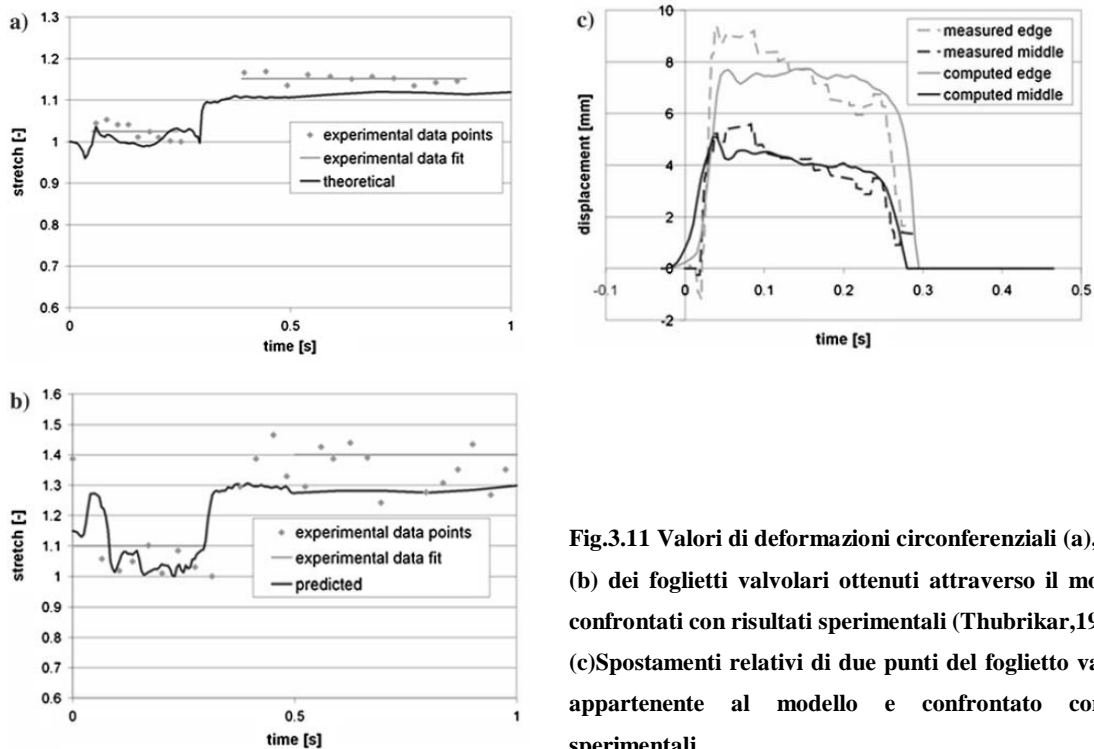 a)
1.3
1.2
1.1
1
0.9
0.8
0.7
0.6
0
0.5
1
stretch [-]
time [s]
experimental data points
experimental data fit
theoretical
c)
10
8
6
4
2
0
-2
-0.1
0
0.1
0.2
0.3
0.4
0.5
displacement [mm]
time [s]
measured edge
measured middle
computed edge
computed middle
b)
1.6
1.5
1.4
1.3
1.2
1.1
1
0.9
0.8
0.7
0.6
0
0.5
1
stretch [-]
time [s]
experimental data points
experimental data fit
predicted
Fig.3.11 Valori di deformazioni circonferenziali (a),
(b) dei foglietti valvolari ottenuti attraverso il mo
confrontati con risultati sperimentali (Thubrikar,19
(c)Spostamenti relativi di due punti del foglietto va
appartenente al modello e confrontato con
sperimentali